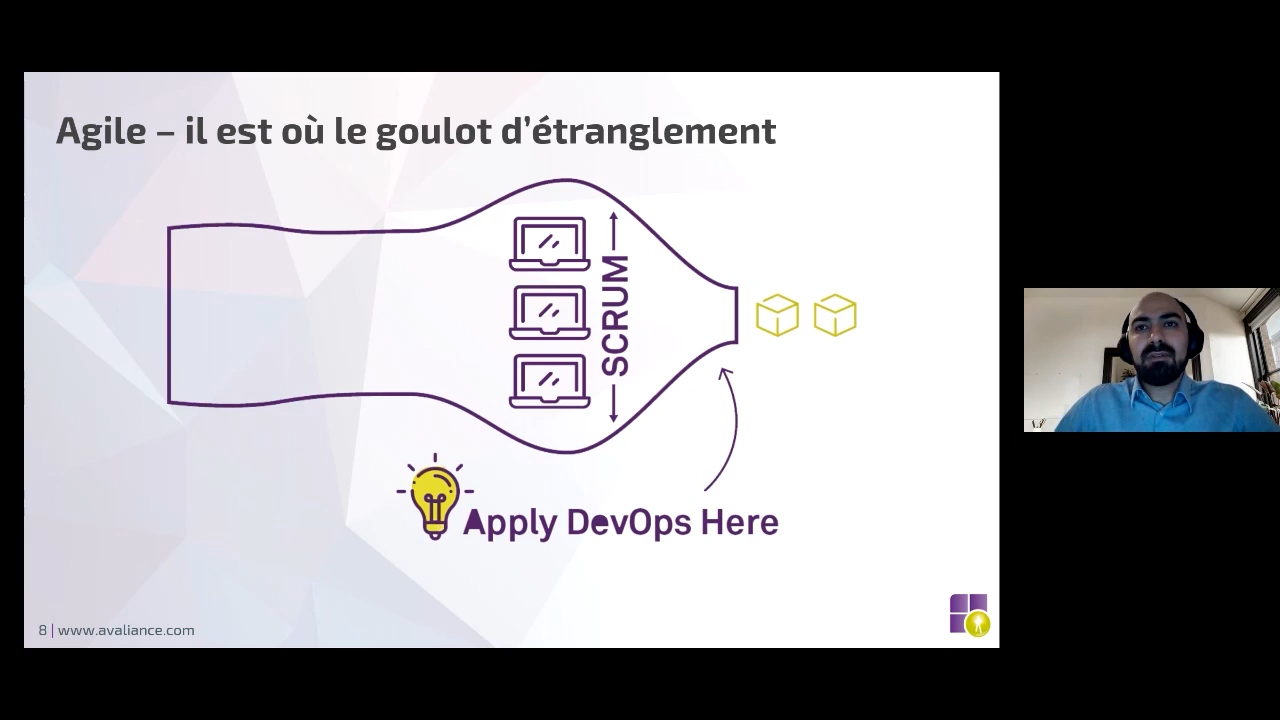 Agile – il est où le goulot d’étranglement
SCRUM
Apply DevOps Here
8 | www.avaliance.com